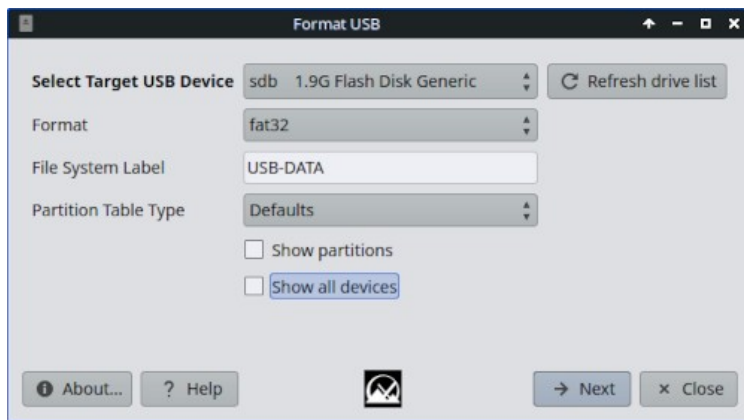 Format USB
Select Target USB Device sdb 1.9G Flash Disk Generic Refresh drive list
Format fat32
File System Label USB-DATA
Partition Table Type Defaults
Show partitions
Show all devices
About... ? Help Next Close